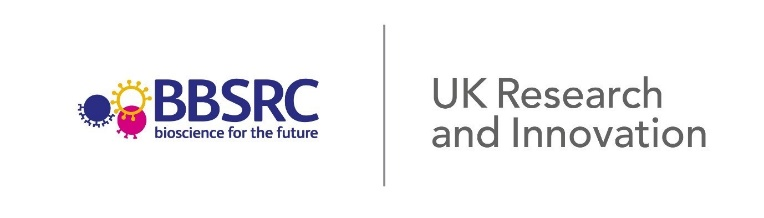 BBSRC
bioscience for the future
UK Research
and Innovation